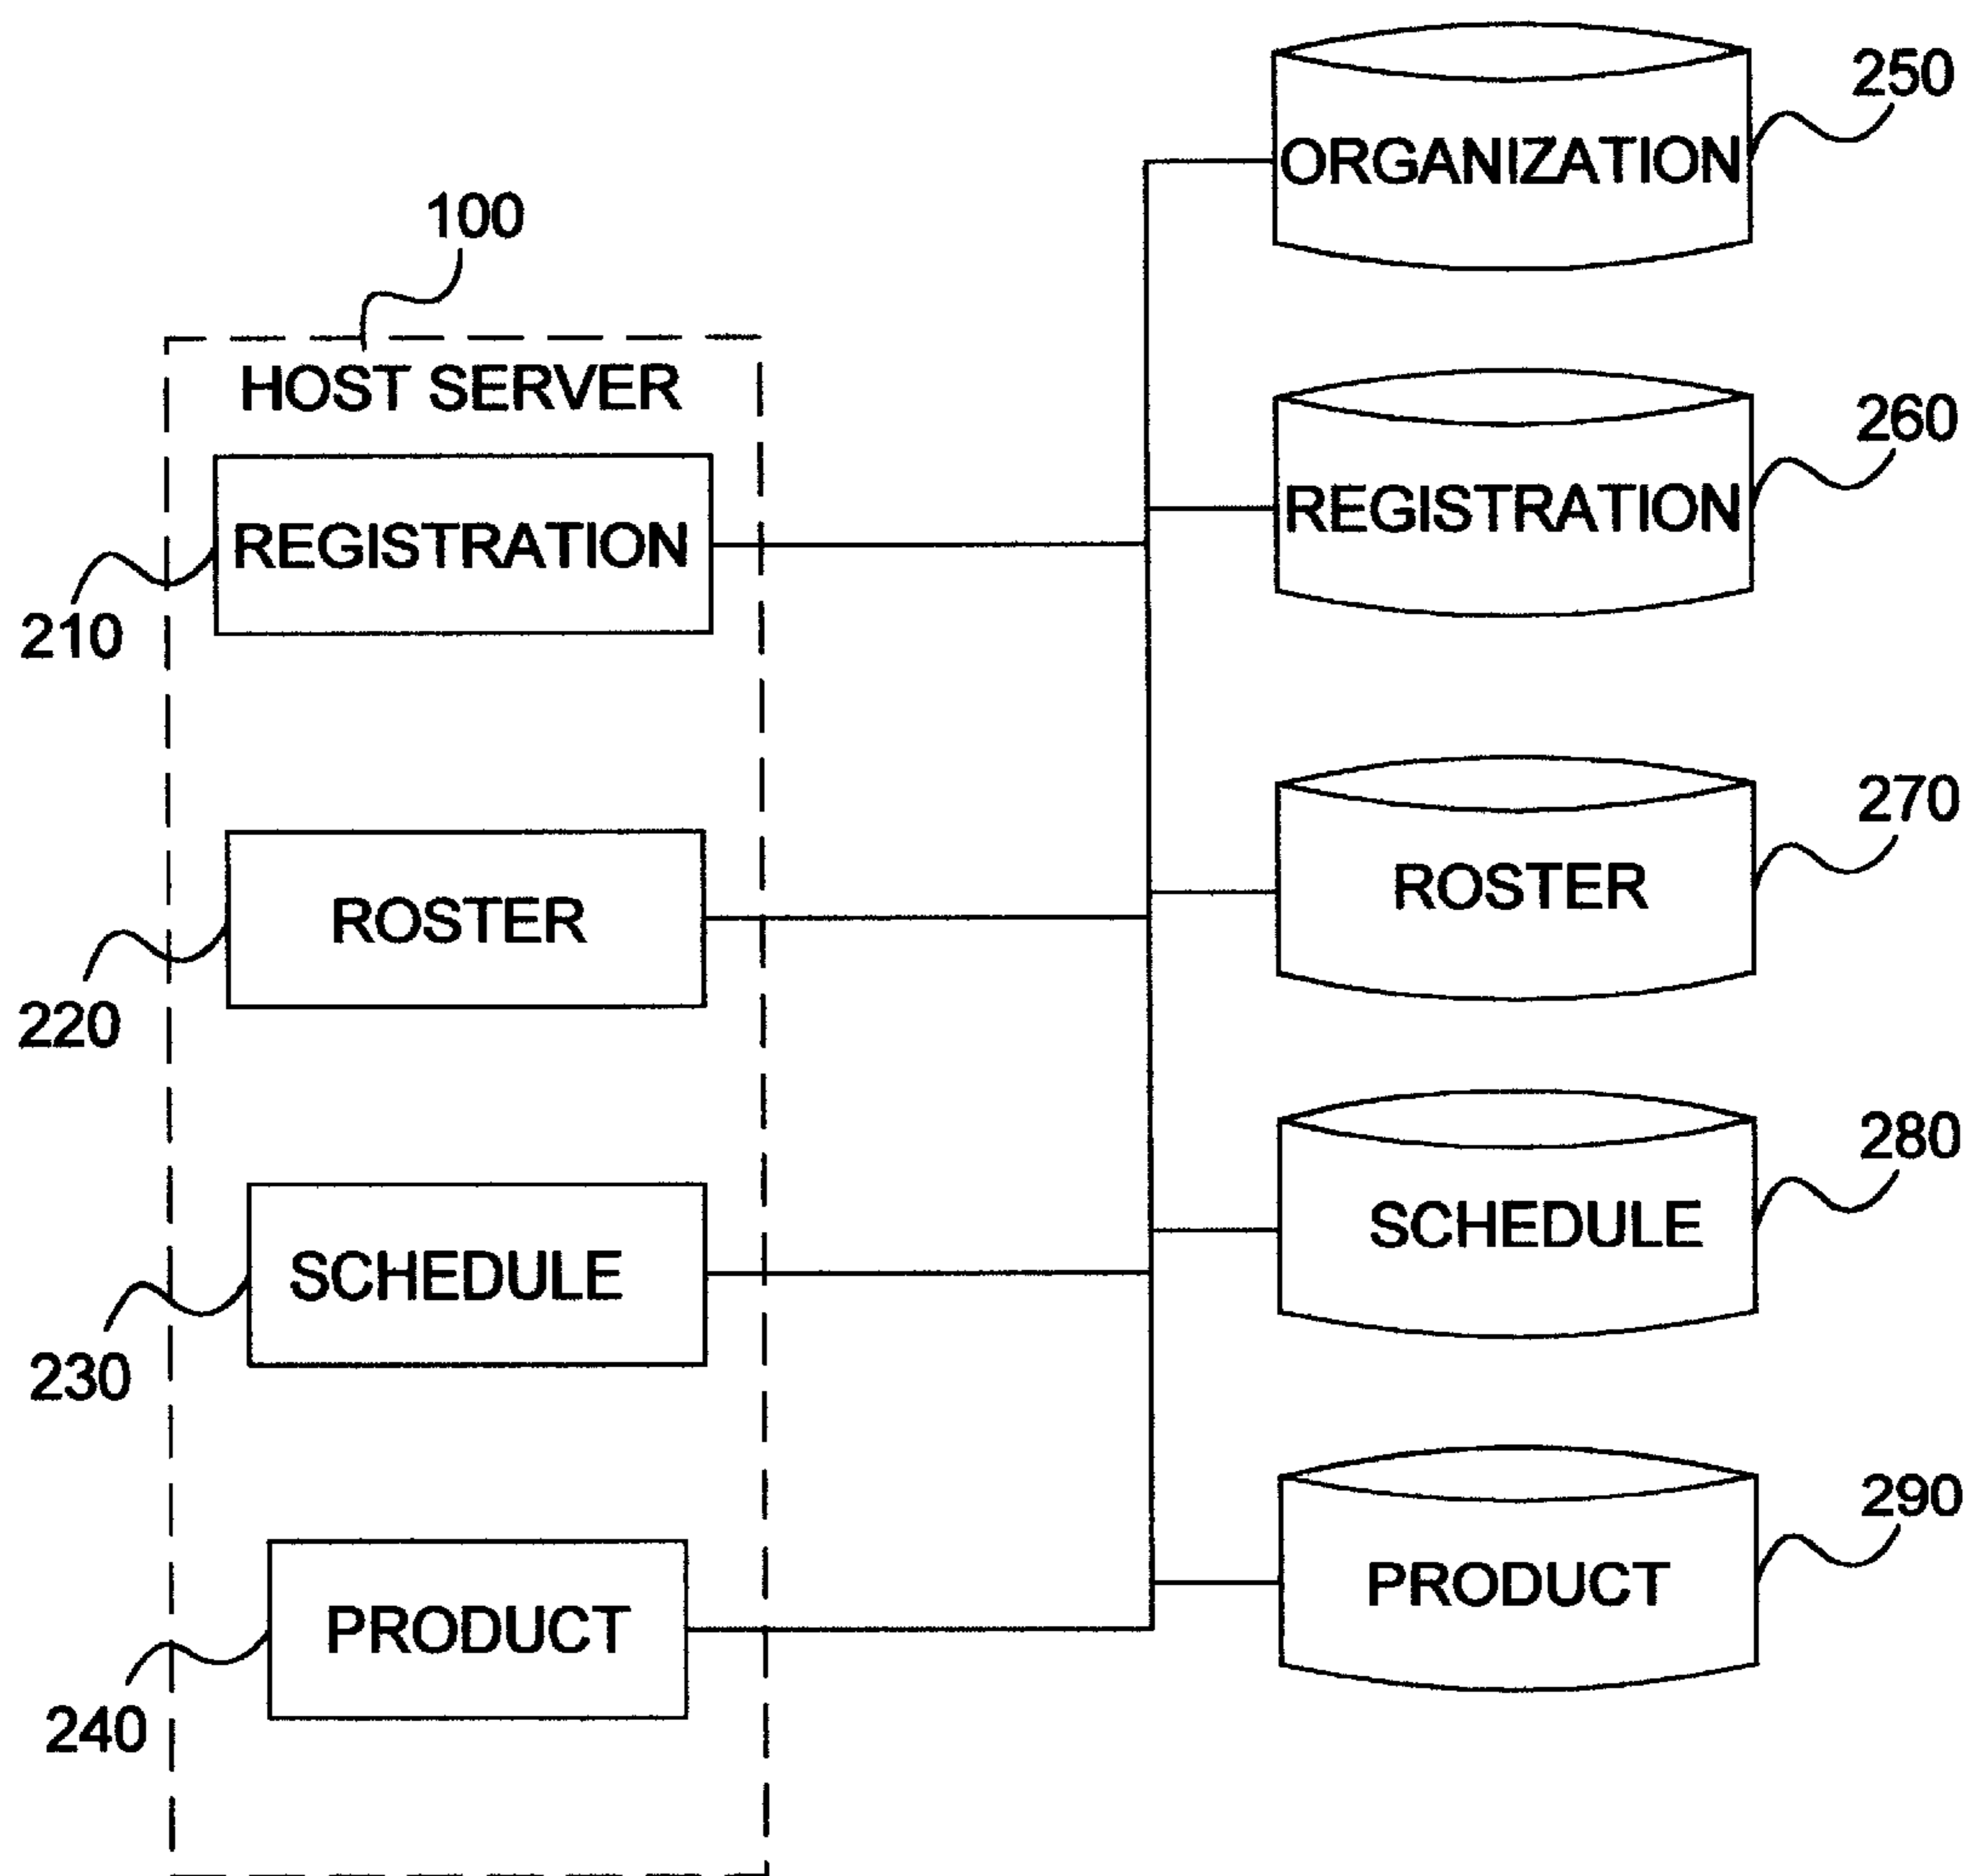 250
ORGANIZATION
100
HOST SERVER
260
REGISTRATION
REGISTRATION
210
270
ROSTER
ROSTER
220
280
SCHEDULE
SCHEDULE
230
290
PRODUCT
PRODUCT
240